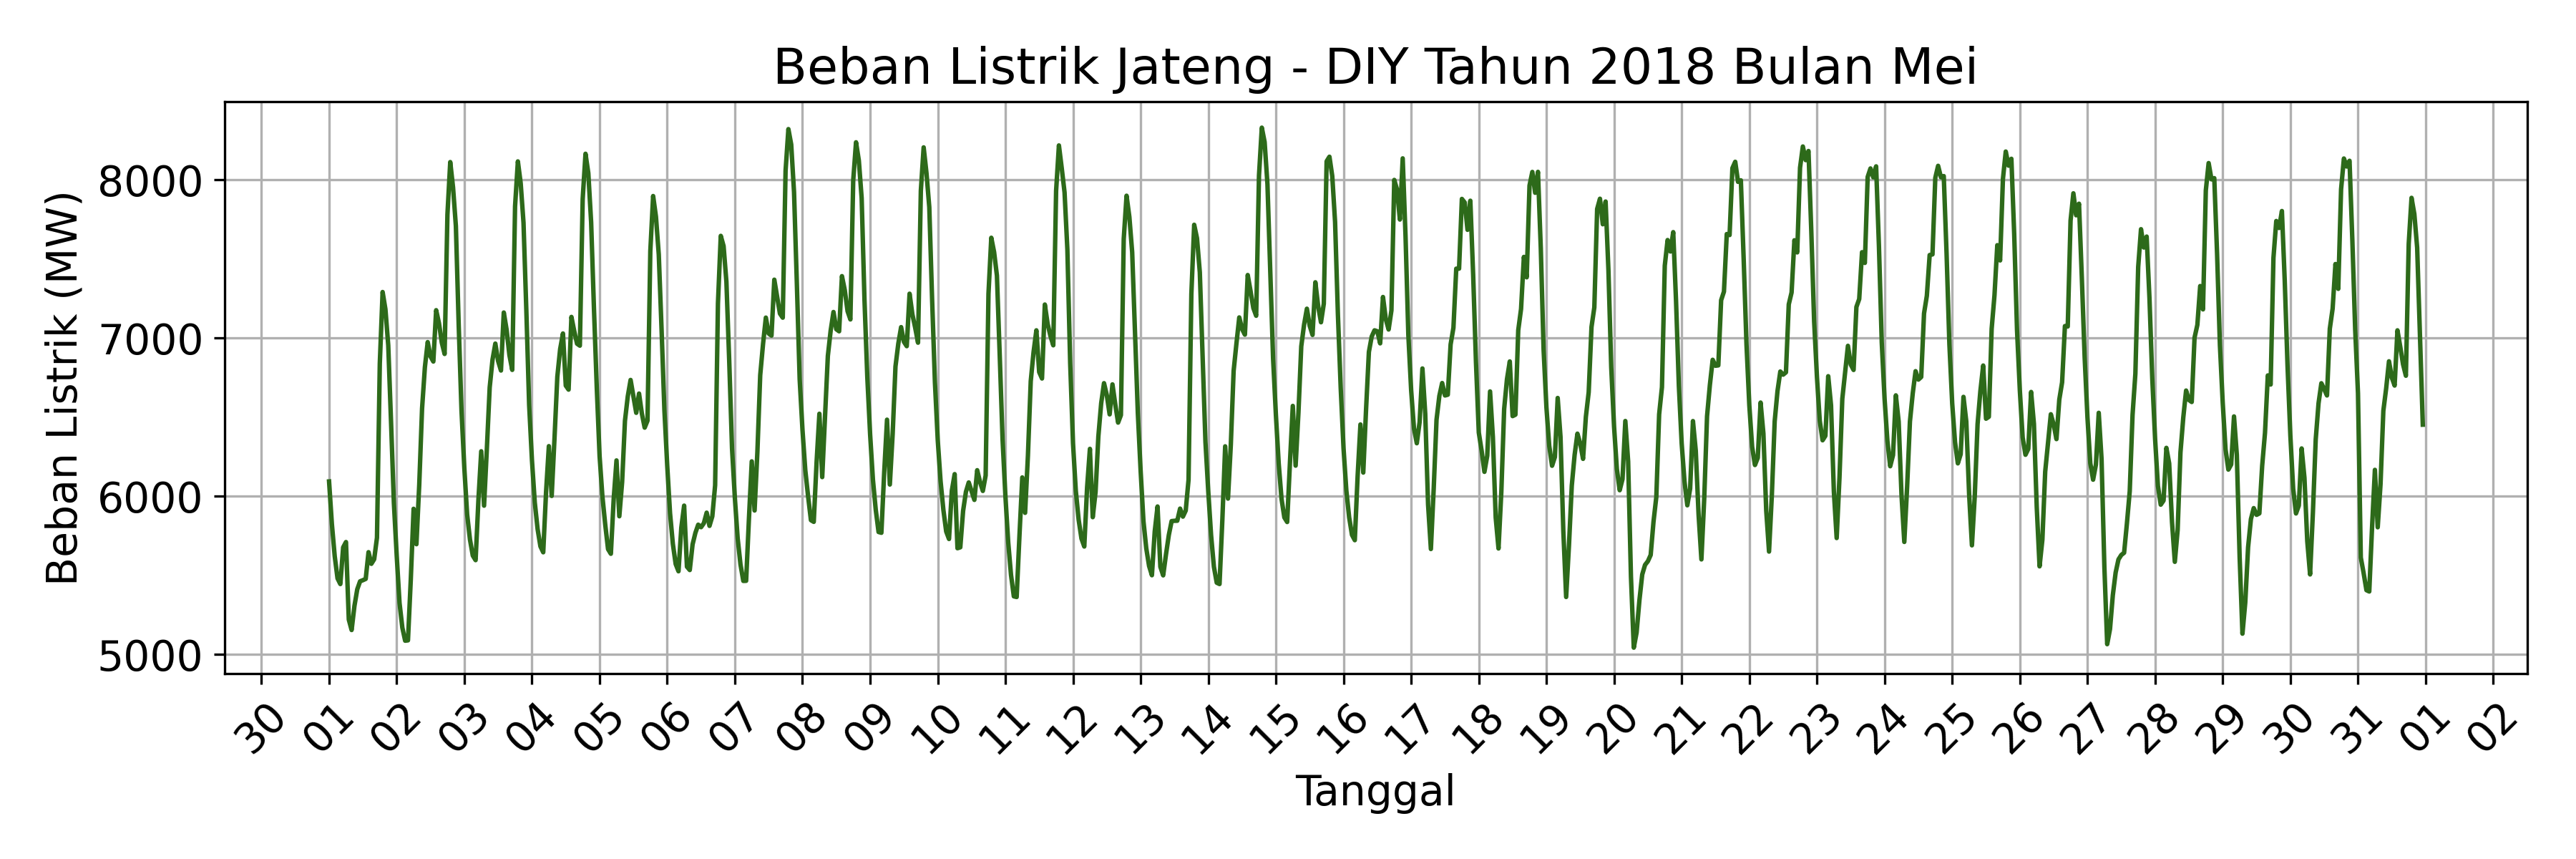 Beban Listrik Jateng - DIY Tahun 2018 Bulan Mei
Beban Listrik (MW)
8000
7000
6000
5000
30 01 02 03 04 05 06 07 08 09 10 11 12 13 14 15 16 17 18 19 20 21 22 23 24 25 26 27 28 29 30 31 01 02
Tanggal